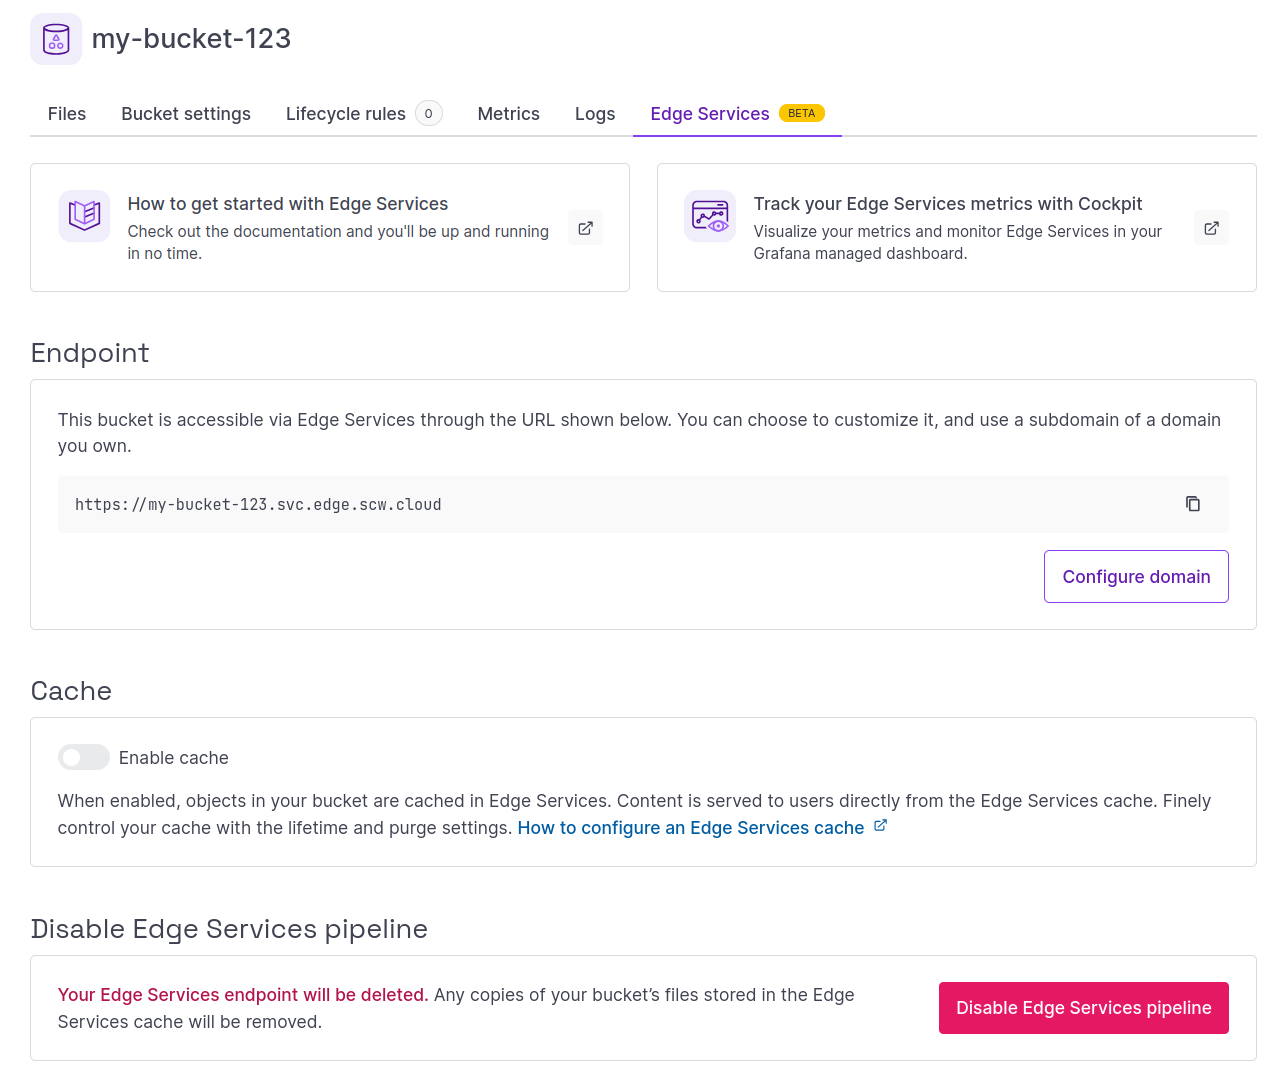 my-bucket-123
Files
Bucket settings
Lifecycle rules 0
Metrics
Logs
Edge Services BETA
How to get started with Edge Services
Check out the documentation and you'll be up and running
in no time.
Track your Edge Services metrics with Cockpit
Visualize your metrics and monitor Edge Services in your
Grafana managed dashboard.
Endpoint
This bucket is accessible via Edge Services through the URL shown below. You can choose to customize it, and use a subdomain of a domain
you own.
https://my-bucket-123.svc.edge.scw.cloud
Configure domain
Cache
Enable cache
When enabled, objects in your bucket are cached in Edge Services. Content is served to users directly from the Edge Services cache. Finely
control your cache with the lifetime and purge settings. How to configure an Edge Services cache
Disable Edge Services pipeline
Your Edge Services endpoint will be deleted. Any copies of your bucket’s files stored in the Edge
Services cache will be removed.
Disable Edge Services pipeline